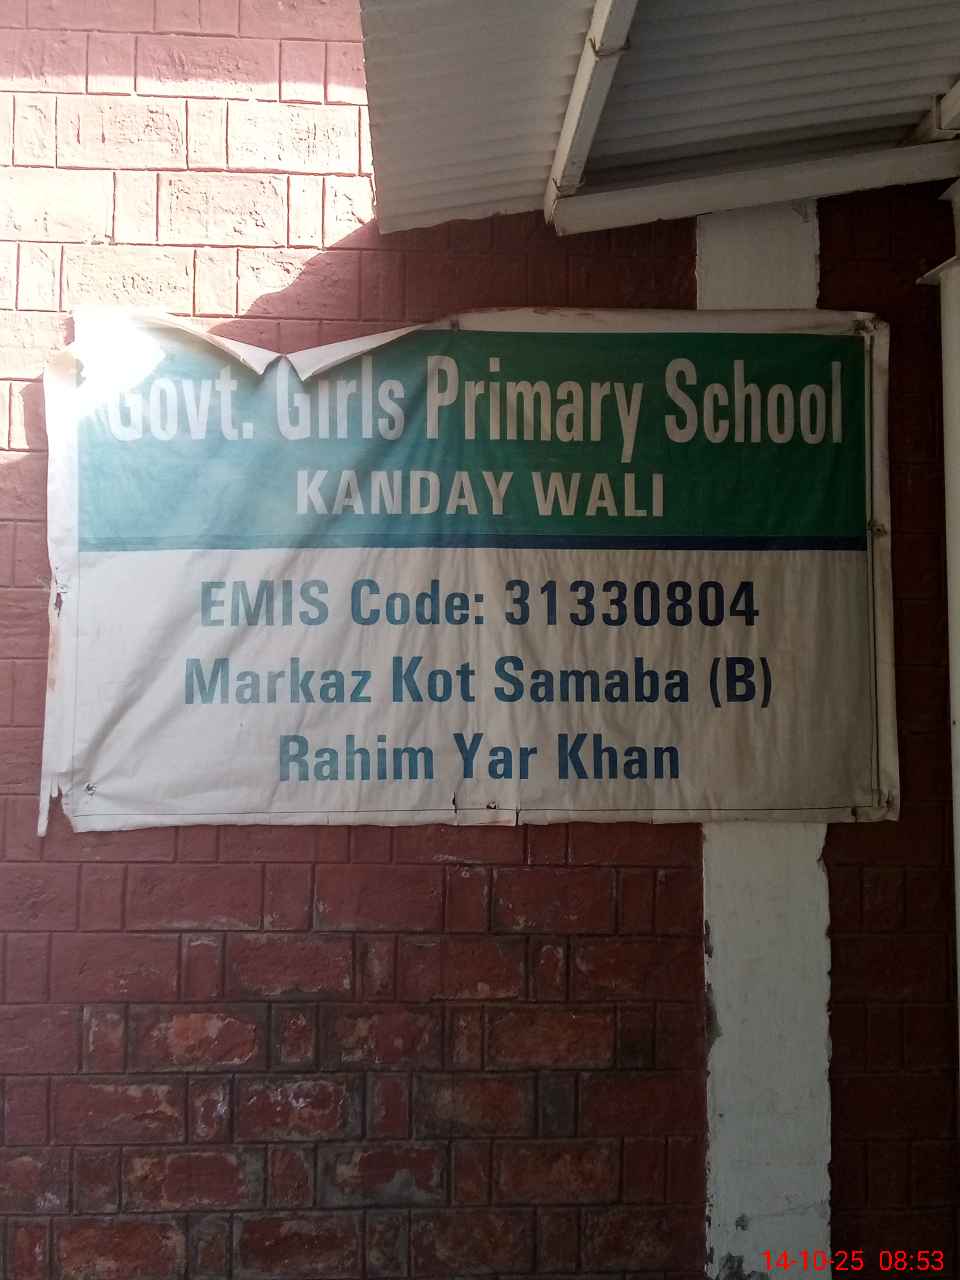 Govt. Girls Primary School
KANDAY WALI
EMIS Code: 31330804
Markaz Kot Samaba (B)
Rahim Yar Khan
14-10-25 08:53